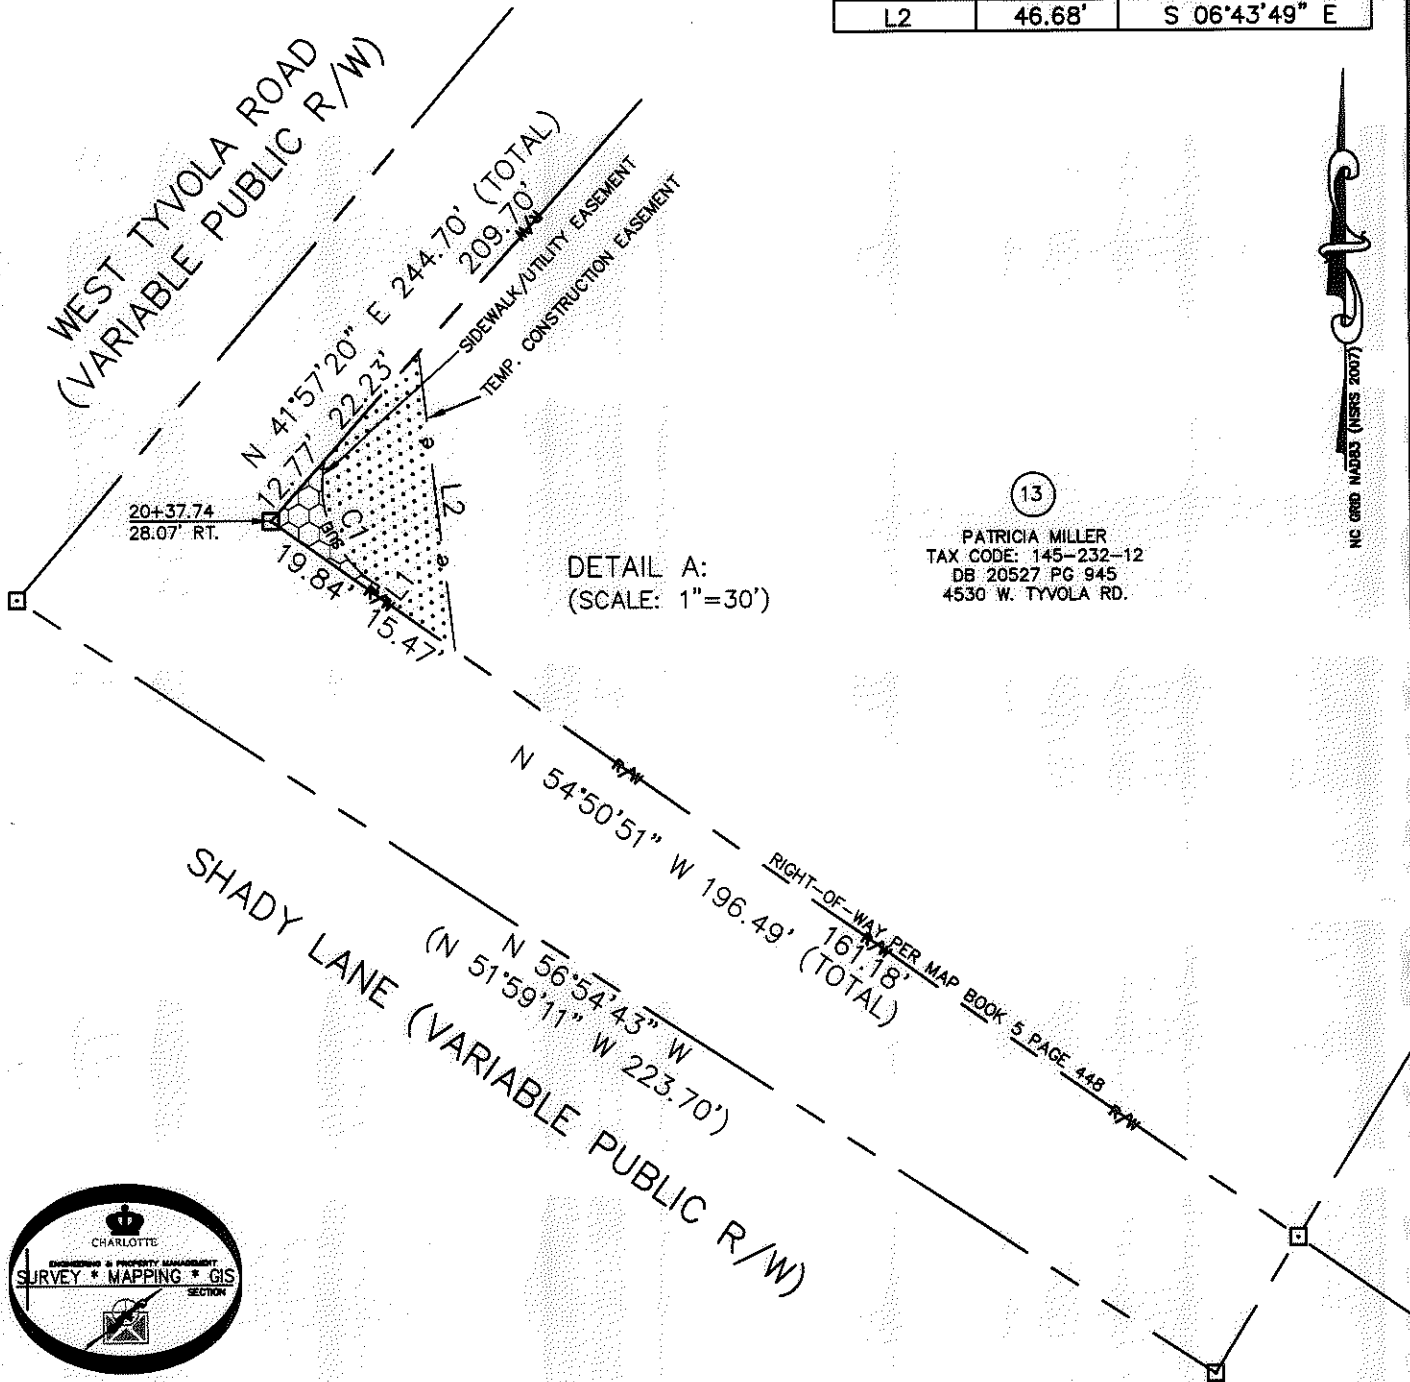 L2 46.68' S 06°43'49" E
WEST TYVOLA ROAD
(VARIABLE PUBLIC R/W)
N 41°57'20" E 244.70' (TOTAL)
209.70'
R/W
SIDEWALK/UTILITY EASEMENT
TEMP. CONSTRUCTION EASEMENT
12.77' 22.23'
20+37.74
28.07' RT.
C1
SUE
L1
L2
e
e
19.84'
R/W
15.47'
DETAIL A:
(SCALE: 1"=30')
13
PATRICIA MILLER
TAX CODE: 145-232-12
DB 20527 PG 945
4530 W. TYVOLA RD.
NC GRID NAD83 (NSRS 2007)
R/W
N 54°50'51" W 196.49' (TOTAL)
RIGHT-OF-WAY PER MAP BOOK 5 PAGE 448
R/W
161.18'
R/W
N 56°54'43" W
(N 51°59'11" W 223.70')
SHADY LANE (VARIABLE PUBLIC R/W)
CHARLOTTE
ENGINEERING & PROPERTY MANAGEMENT
SURVEY * MAPPING * GIS
SECTION